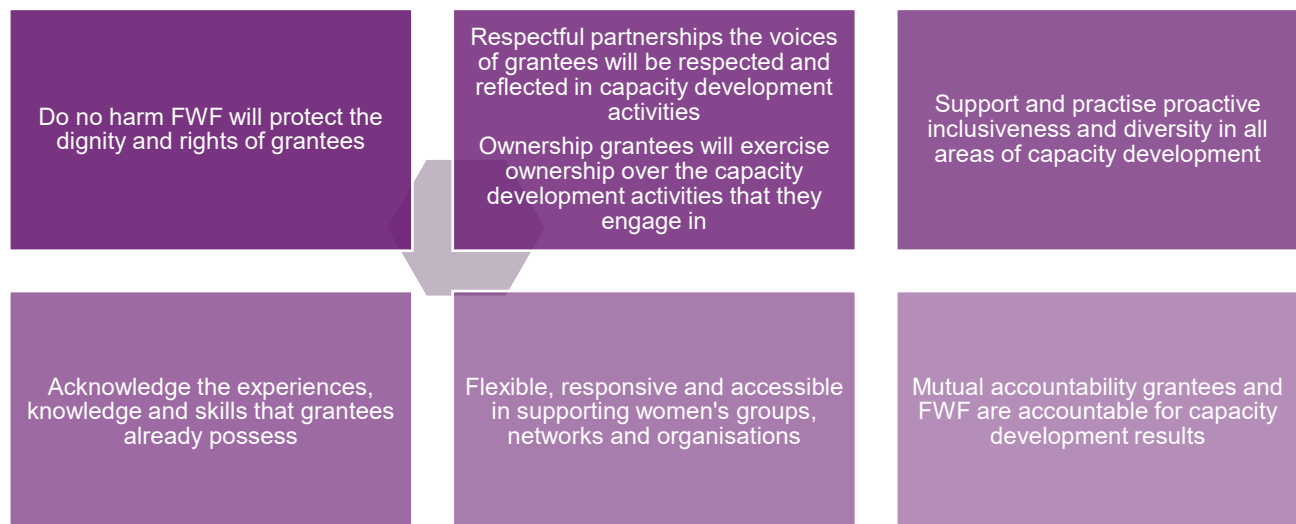 Do no harm FWF will protect the
dignity and rights of grantees
Respectful partnerships the voices
of grantees will be respected and
reflected in capacity development
activities
Ownership grantees will exercise
ownership over the capacity
development activities that they
engage in
Support and practise proactive
inclusiveness and diversity in all
areas of capacity development
Acknowledge the experiences,
knowledge and skills that grantees
already possess
Flexible, responsive and accessible
in supporting women's groups,
networks and organisations
Mutual accountability grantees and
FWF are accountable for capacity
development results